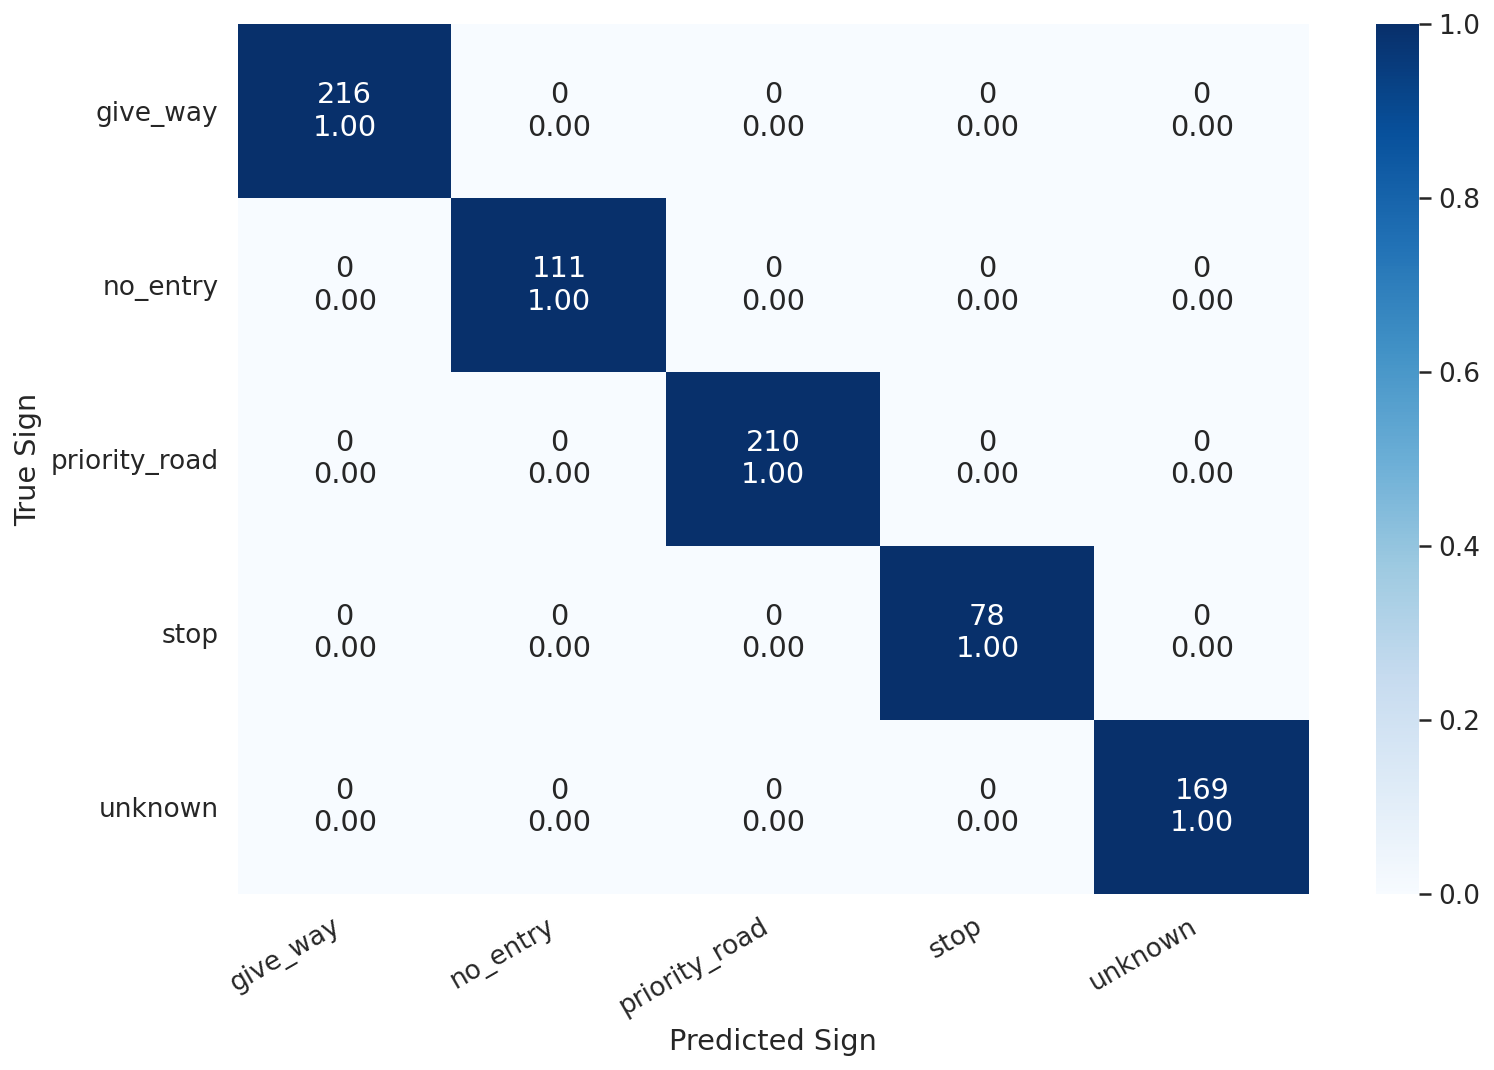 1.0
216 0 0 0 0
give_way
1.00 0.00 0.00 0.00 0.00
0.8
0 111 0 0 0
no_entry
0.00 1.00 0.00 0.00 0.00
0.6
True Sign
0 0 210 0 0
priority_road
0.00 0.00 1.00 0.00 0.00
0.4
0 0 0 78 0
stop
0.00 0.00 0.00 1.00 0.00
0.2
0 0 0 0 169
unknown
0.00 0.00 0.00 0.00 1.00
0.0
give_way no_entry priority_road stop unknown
Predicted Sign